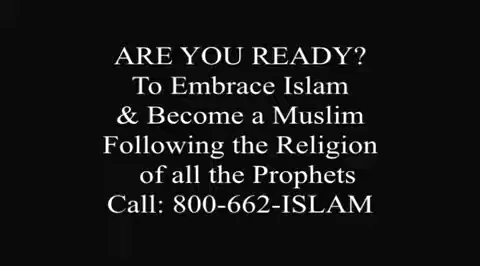 ARE YOU READY?
To Embrace Islam
& Become a Muslim
Following the Religion
of all the Prophets
Call: 800-662-ISLAM